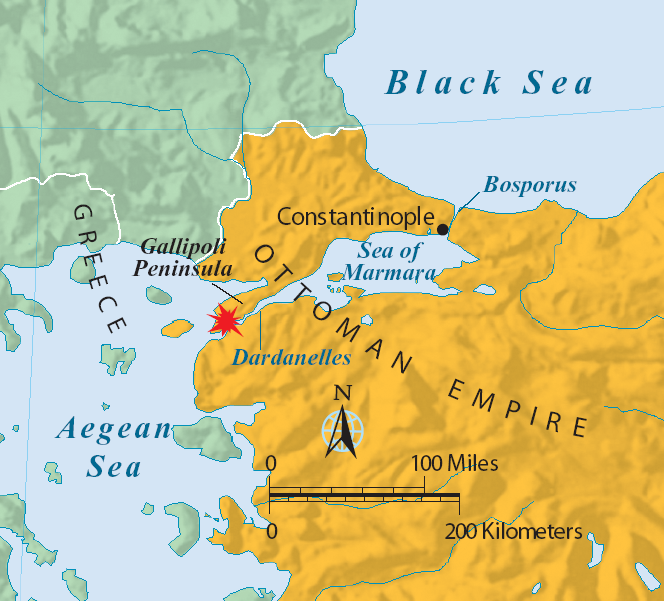 Black Sea
Bosporus
Constantinople
GREECE
Gallipoli
Peninsula
Sea of
Marmara
OTTOMAN EMPIRE
Dardanelles
Aegean
Sea
N
0
100 Miles
0
200 Kilometers